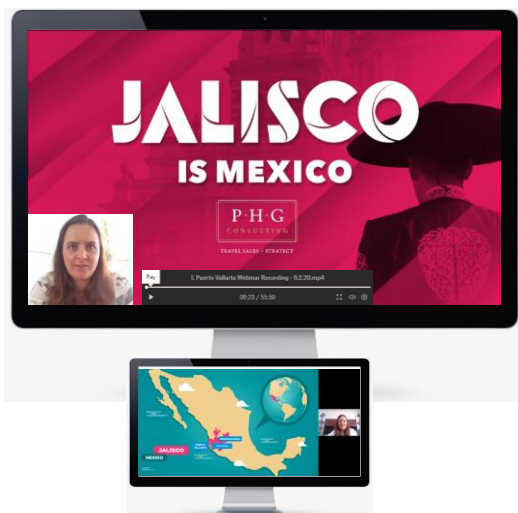 JALISCO
IS MEXICO
P·H·G
CONSULTING
TRAVEL SALES + STRATEGY
Play
1. Puerto Vallarta Webinar Recording - 9.2.20.mp4
00:23 / 55:50
JALISCO
MEXICO